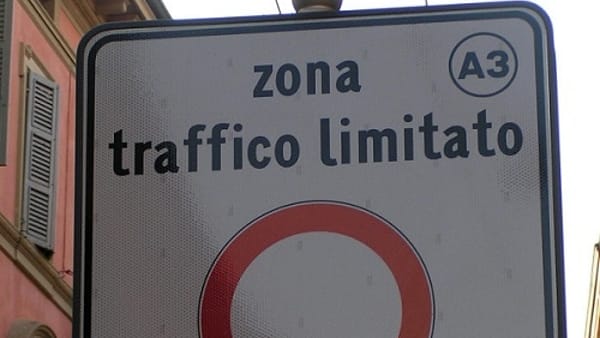 zona
A3
traffico limitato